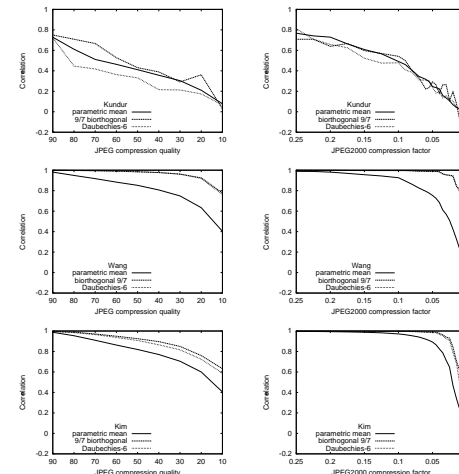 1
0.8
0.6
0.4
0.2
0
-0.2
Correlation
Kundur
parametric mean
9/7 biorthogonal
Daubechies-6
90 80 70 60 50 40 30 20 10
JPEG compression quality
1
0.8
0.6
0.4
0.2
0
-0.2
Correlation
Kundur
parametric mean
9/7 biorthogonal
Daubechies-6
0.25 0.2 0.15 0.1 0.05
JPEG2000 compression factor
1
0.8
0.6
0.4
0.2
0
-0.2
Correlation
Wang
parametric mean
biorthogonal 9/7
Daubechies-6
90 80 70 60 50 40 30 20 10
JPEG compression quality
1
0.8
0.6
0.4
0.2
0
-0.2
Correlation
Wang
parametric mean
biorthogonal 9/7
Daubechies-6
0.25 0.2 0.15 0.1 0.05
JPEG2000 compression factor
1
0.8
0.6
0.4
0.2
0
-0.2
Correlation
Kim
parametric mean
9/7 biorthogonal
Daubechies-6
90 80 70 60 50 40 30 20 10
JPEG compression quality
1
0.8
0.6
0.4
0.2
0
-0.2
Correlation
Kim
parametric mean
biorthogonal 9/7
Daubechies-6
0.25 0.2 0.15 0.1 0.05
JPEG2000 compression factor